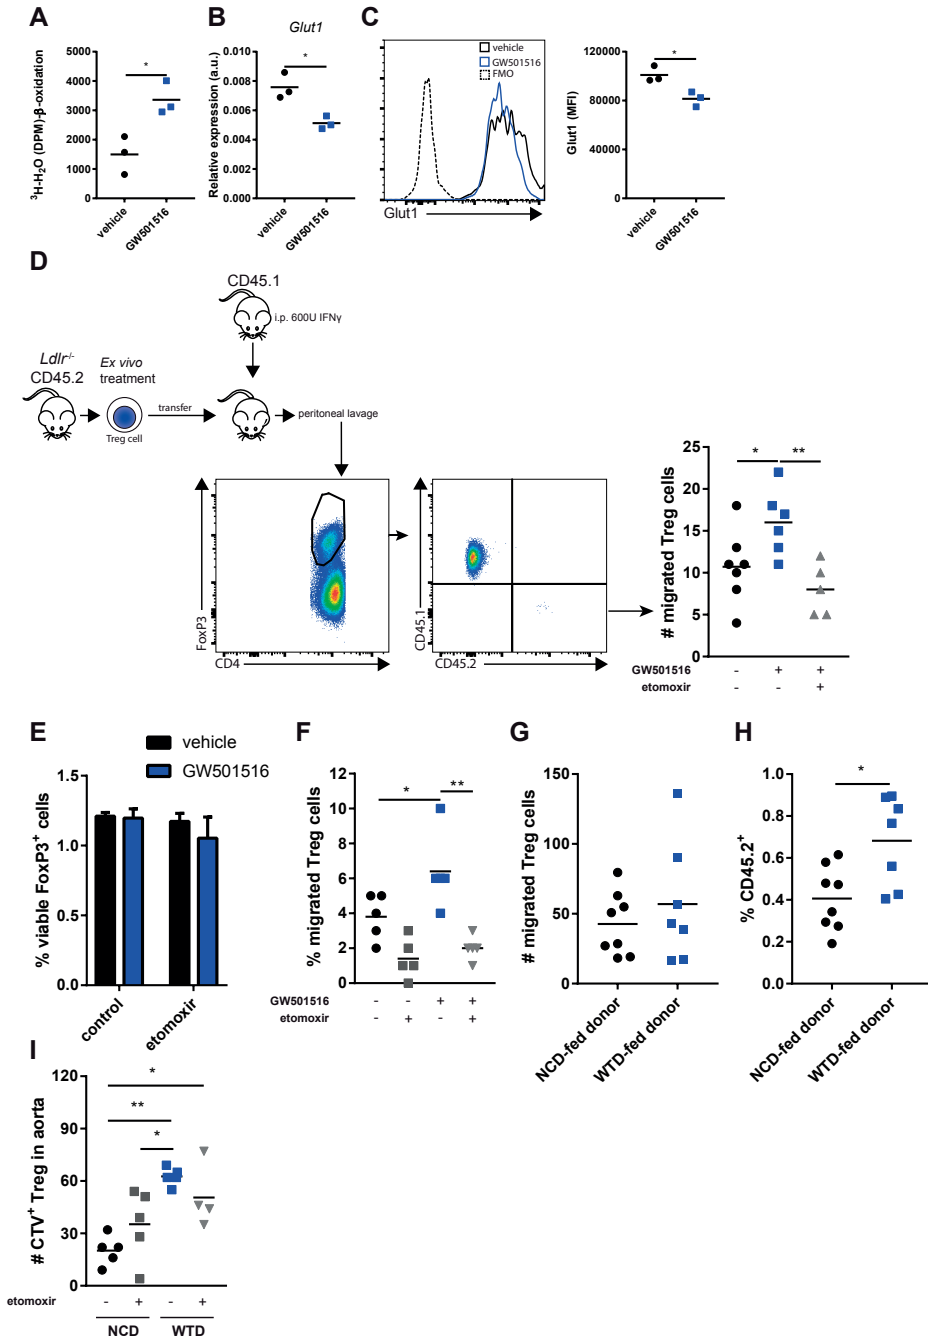 A
³H-H₂O (DPM)-β-oxidation
5000
4000
3000
2000
1000
0
*
vehicle
GW501516
B
Glut1
Relative expression (a.u.)
0.010
0.008
0.006
0.004
0.002
0.000
*
vehicle
GW501516
C
vehicle
GW501516
FMO
Glut1
Glut1 (MFI)
120000
80000
40000
0
*
vehicle
GW501516
D
CD45.1
i.p. 600U IFNγ
Ldlr-/-
CD45.2
Ex vivo
treatment
Treg cell
transfer
peritoneal lavage
FoxP3
CD4
CD45.1
CD45.2
# migrated Treg cells
25
20
15
10
5
0
* **
GW501516 - + +
etomoxir - - +
E
vehicle
GW501516
% viable FoxP3⁺ cells
1.5
1.0
0.5
0.0
control
etomoxir
F
% migrated Treg cells
12
10
8
6
4
2
0
* **
GW501516 - - + +
etomoxir - + - +
G
# migrated Treg cells
150
100
50
0
NCD-fed donor
WTD-fed donor
H
% CD45.2⁺
1.0
0.8
0.6
0.4
0.2
0.0
*
NCD-fed donor
WTD-fed donor
I
# CTV⁺ Treg in aorta
120
90
60
30
0
*
**
*
etomoxir - + - +
NCD WTD